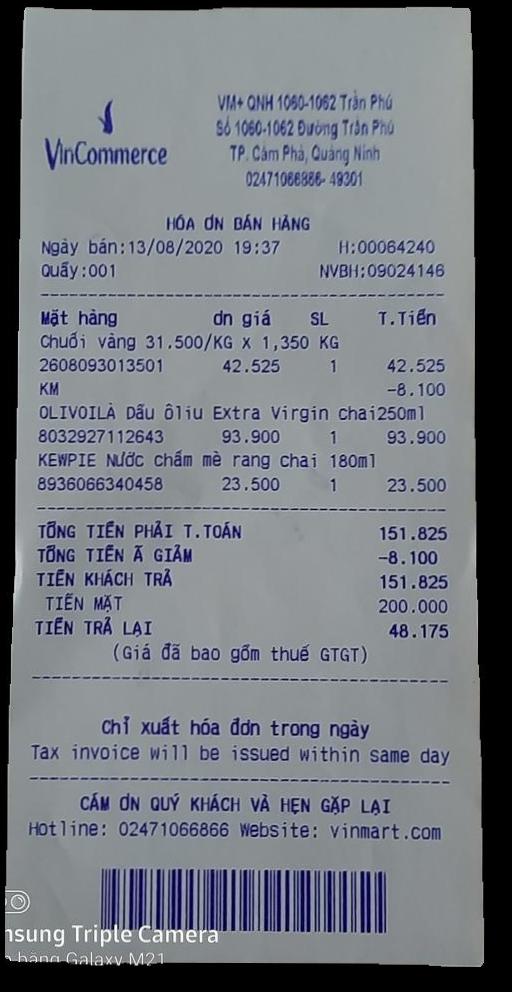 VinCommerce
VM+ QNH 1060-1062 Trần Phú
Số 1060-1062 Đường Trần Phú
TP. Cẩm Phả, Quảng Ninh
02471066866- 49301
HÓA ƠN BÁN HÀNG
Ngày bán:13/08/2020 19:37 H:00064240
Quầy:001 NVBH:09024146
Mặt hàng ơn giá SL T.Tiền
Chuối vàng 31.500/KG X 1,350 KG
2608093013501 42.525 1 42.525
KM -8.100
OLIVOILÀ Dầu ôliu Extra Virgin chai250ml
8032927112643 93.900 1 93.900
KEWPIE Nước chấm mè rang chai 180ml
8936066340458 23.500 1 23.500
TỔNG TIỀN PHẢI T.TOÁN 151.825
TỔNG TIỀN Ã GIẢM -8.100
TIỀN KHÁCH TRẢ 151.825
TIỀN MẶT 200.000
TIỀN TRẢ LẠI 48.175
(Giá đã bao gồm thuế GTGT)
Chỉ xuất hóa đơn trong ngày
Tax invoice will be issued within same day
CẢM ƠN QUÝ KHÁCH VÀ HẸN GẶP LẠI
Hotline: 02471066866 Website: vinmart.com
nsung Triple Camera
hàng Galaxy M21